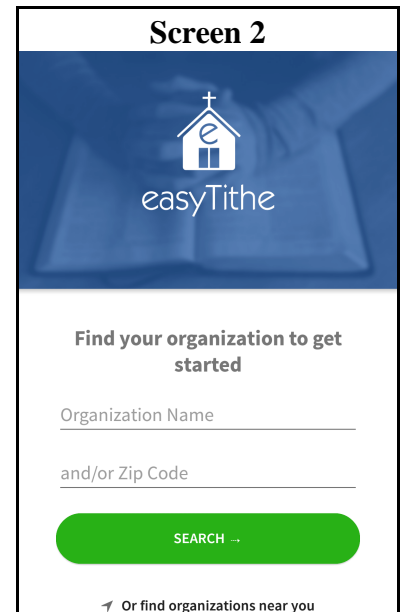 Screen 2
e
easyTithe
Find your organization to get
started
Organization Name
and/or Zip Code
SEARCH →
Or find organizations near you